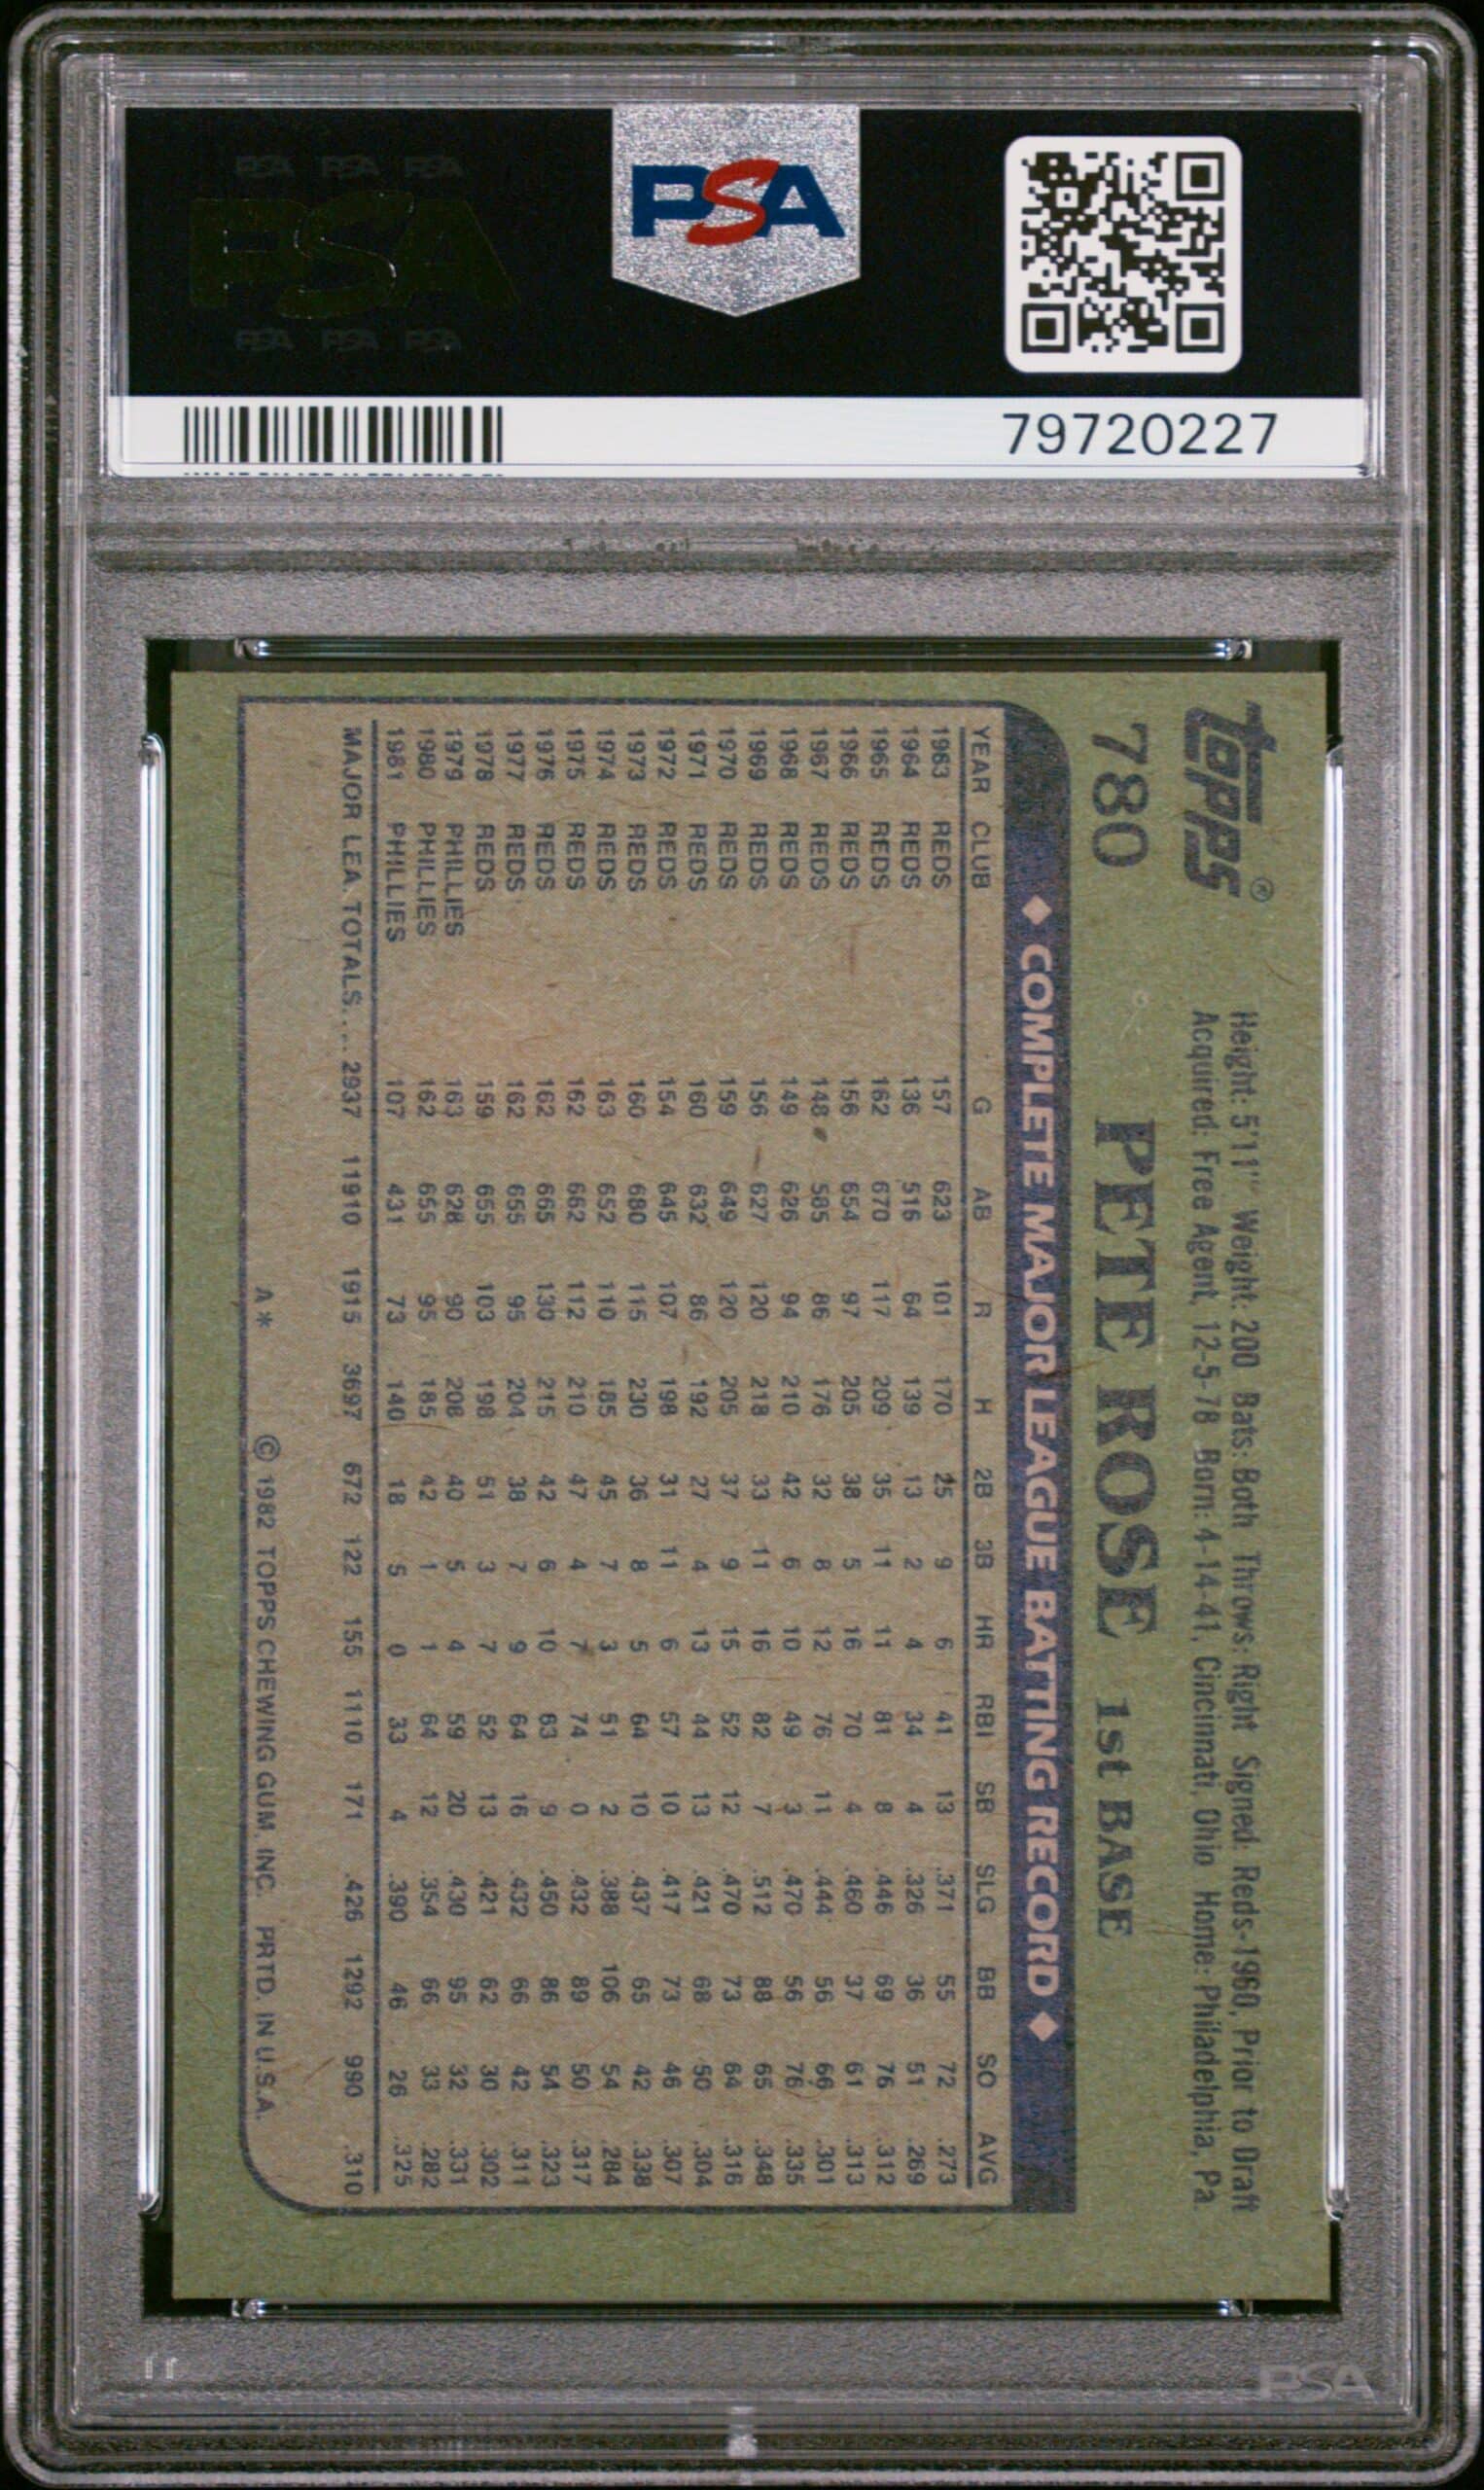 PSA PSA PSA
PSA
PSA PSA PSA
PSA
79720227
topps®
780 PETE ROSE 1st BASE
Height: 5'11" Weight: 200 Bats: Both Throws: Right Signed: Reds-1960, Prior to Draft
Acquired: Free Agent, 12-5-78 Born: 4-14-41, Cincinnati, Ohio Home: Philadelphia, Pa
◆ COMPLETE MAJOR LEAGUE BATTING RECORD ◆
YEAR CLUB G AB R H 2B 3B HR RBI SB SLG BB SO AVG
1963 REDS 157 623 101 170 25 9 6 41 13 .371 55 72 .273
1964 REDS 136 516 64 139 13 2 4 34 4 .326 36 51 .269
1965 REDS 162 670 117 209 35 11 11 81 8 .446 69 76 .312
1966 REDS 156 654 97 205 38 5 16 70 4 .460 37 61 .313
1967 REDS 148 585 86 176 32 8 12 76 11 .444 56 66 .301
1968 REDS 149 626 94 210 42 6 10 49 3 .470 56 76 .335
1969 REDS 156 627 120 218 33 11 16 82 7 .512 88 65 .348
1970 REDS 159 649 120 205 37 9 15 52 12 .470 73 64 .316
1971 REDS 160 632 86 192 27 4 13 44 13 .421 68 50 .304
1972 REDS 154 645 107 198 31 11 6 57 10 .417 73 46 .307
1973 REDS 160 680 115 230 36 8 5 64 10 .437 65 42 .338
1974 REDS 163 652 110 185 45 7 3 51 2 .388 106 54 .284
1975 REDS 162 662 112 210 47 4 7 74 0 .432 89 50 .317
1976 REDS 162 665 130 215 42 6 10 63 9 .450 86 54 .323
1977 REDS 162 655 95 204 38 7 9 64 16 .432 66 42 .311
1978 REDS 159 655 103 198 51 3 7 52 13 .421 62 30 .302
1979 PHILLIES 163 628 90 208 40 5 4 59 20 .430 95 32 .331
1980 PHILLIES 162 655 95 185 42 1 1 64 12 .354 66 33 .282
1981 PHILLIES 107 431 73 140 18 5 0 33 4 .390 46 26 .325
MAJOR LEA. TOTALS.... 2937 11910 1915 3697 672 122 155 1110 171 .426 1292 990 .310
A* © 1982 TOPPS CHEWING GUM, INC. PRTD. IN U.S.A.
PSA